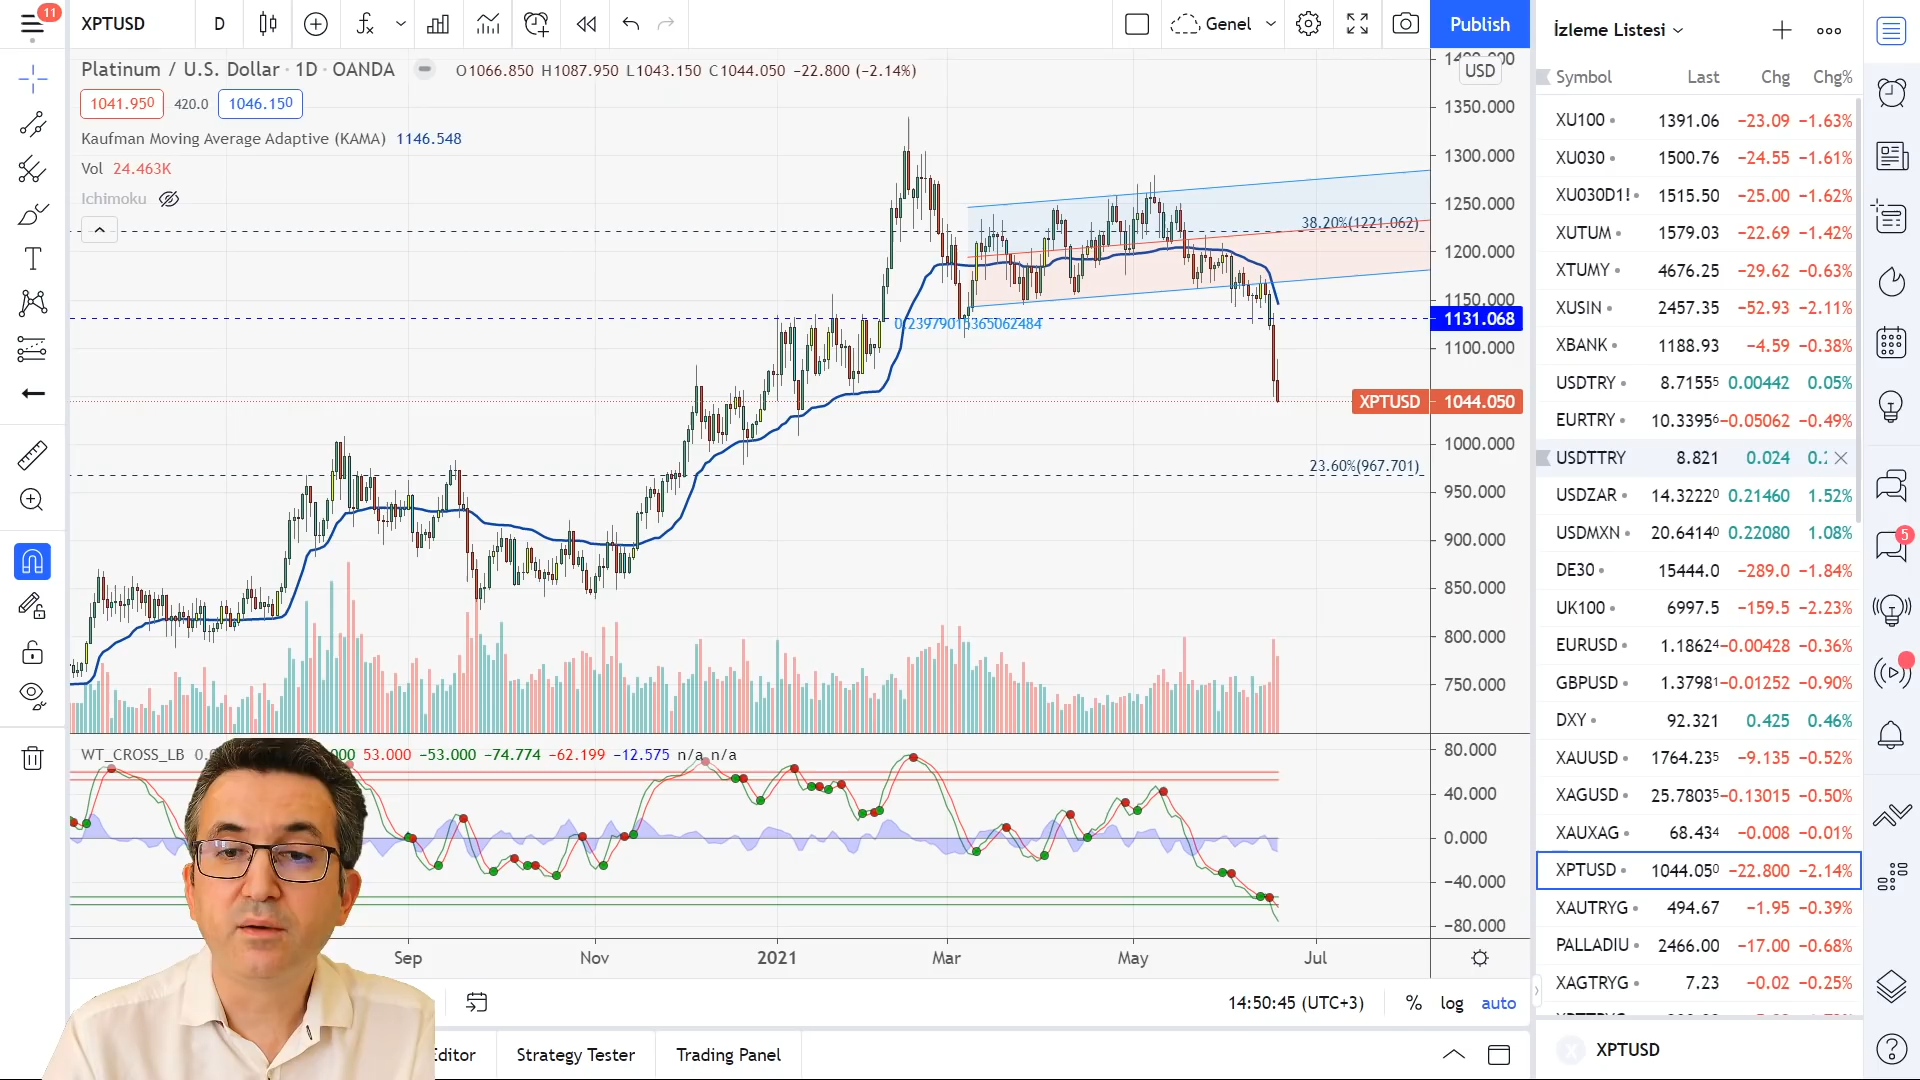 11
XPTUSD
D
Genel
Publish
Platinum / U.S. Dollar · 1D · OANDA
O1066.850 H1087.950 L1043.150 C1044.050 −22.800 (−2.14%)
1041.950 420.0 1046.150
Kaufman Moving Average Adaptive (KAMA) 1146.548
Vol 24.463K
Ichimoku
USD
1350.000
1300.000
1250.000
1200.000
1150.000
1131.068
1100.000
XPTUSD 1044.050
1000.000
950.000
900.000
850.000
800.000
750.000
38.20%(1221.062)
0.23979015365062484
23.60%(967.701)
WT_CROSS_LB 53.000 −53.000 −74.774 −62.199 −12.575 n/a n/a
80.000
40.000
0.000
−40.000
−80.000
Sep Nov 2021 Mar May Jul
14:50:45 (UTC+3) % log auto
Strategy Tester
Trading Panel
İzleme Listesi
Symbol Last Chg Chg%
XU100 1391.06 −23.09 −1.63%
XU030 1500.76 −24.55 −1.61%
XU030D1! 1515.50 −25.00 −1.62%
XUTUM 1579.03 −22.69 −1.42%
XTUMY 4676.25 −29.62 −0.63%
XUSIN 2457.35 −52.93 −2.11%
XBANK 1188.93 −4.59 −0.38%
USDTRY 8.7155⁵ 0.00442 0.05%
EURTRY 10.3395⁶ −0.05062 −0.49%
USDTTRY 8.821 0.024
USDZAR 14.3222⁰ 0.21460 1.52%
USDMXN 20.6414⁰ 0.22080 1.08%
DE30 15444.0 −289.0 −1.84%
UK100 6997.5 −159.5 −2.23%
EURUSD 1.1862⁴ −0.00428 −0.36%
GBPUSD 1.3798¹ −0.01252 −0.90%
DXY 92.321 0.425 0.46%
XAUUSD 1764.23⁵ −9.135 −0.52%
XAGUSD 25.7803⁵ −0.13015 −0.50%
XAUXAG 68.434 −0.008 −0.01%
XPTUSD 1044.05⁰ −22.800 −2.14%
XAUTRYG 494.67 −1.95 −0.39%
PALLADIU 2466.00 −17.00 −0.68%
XAGTRYG 7.23 −0.02 −0.25%
XPTUSD
5